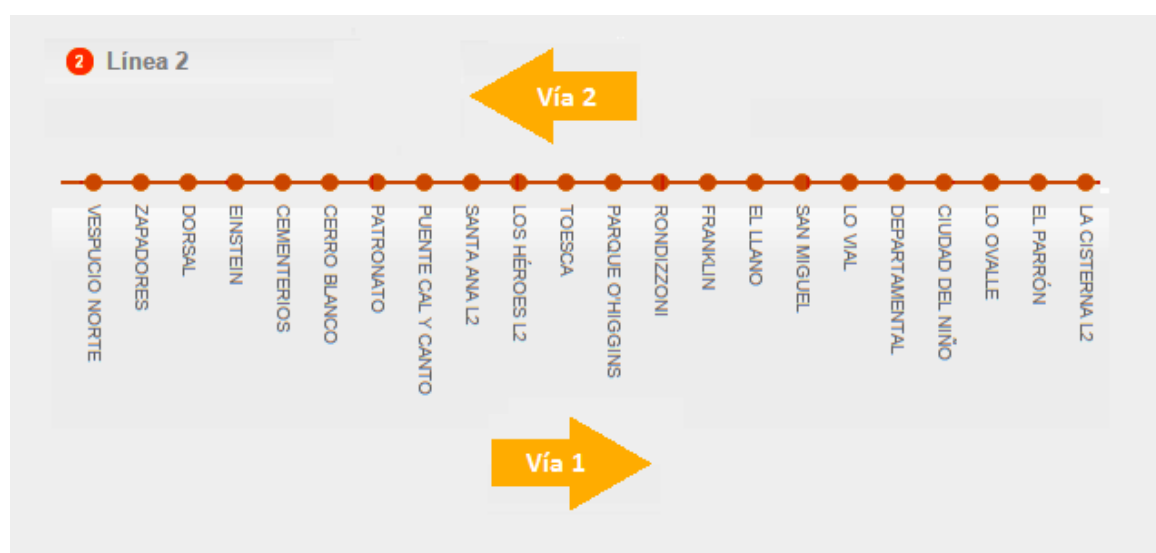 2 Línea 2
Vía 2
VESPUCIO NORTE
ZAPADORES
DORSAL
EINSTEIN
CEMENTERIOS
CERRO BLANCO
PATRONATO
PUENTE CAL Y CANTO
SANTA ANA L2
LOS HÉROES L2
TOESCA
PARQUE O'HIGGINS
RONDIZZONI
FRANKLIN
EL LLANO
SAN MIGUEL
LO VIAL
DEPARTAMENTAL
CIUDAD DEL NIÑO
LO OVALLE
EL PARRÓN
LA CISTERNA L2
Vía 1